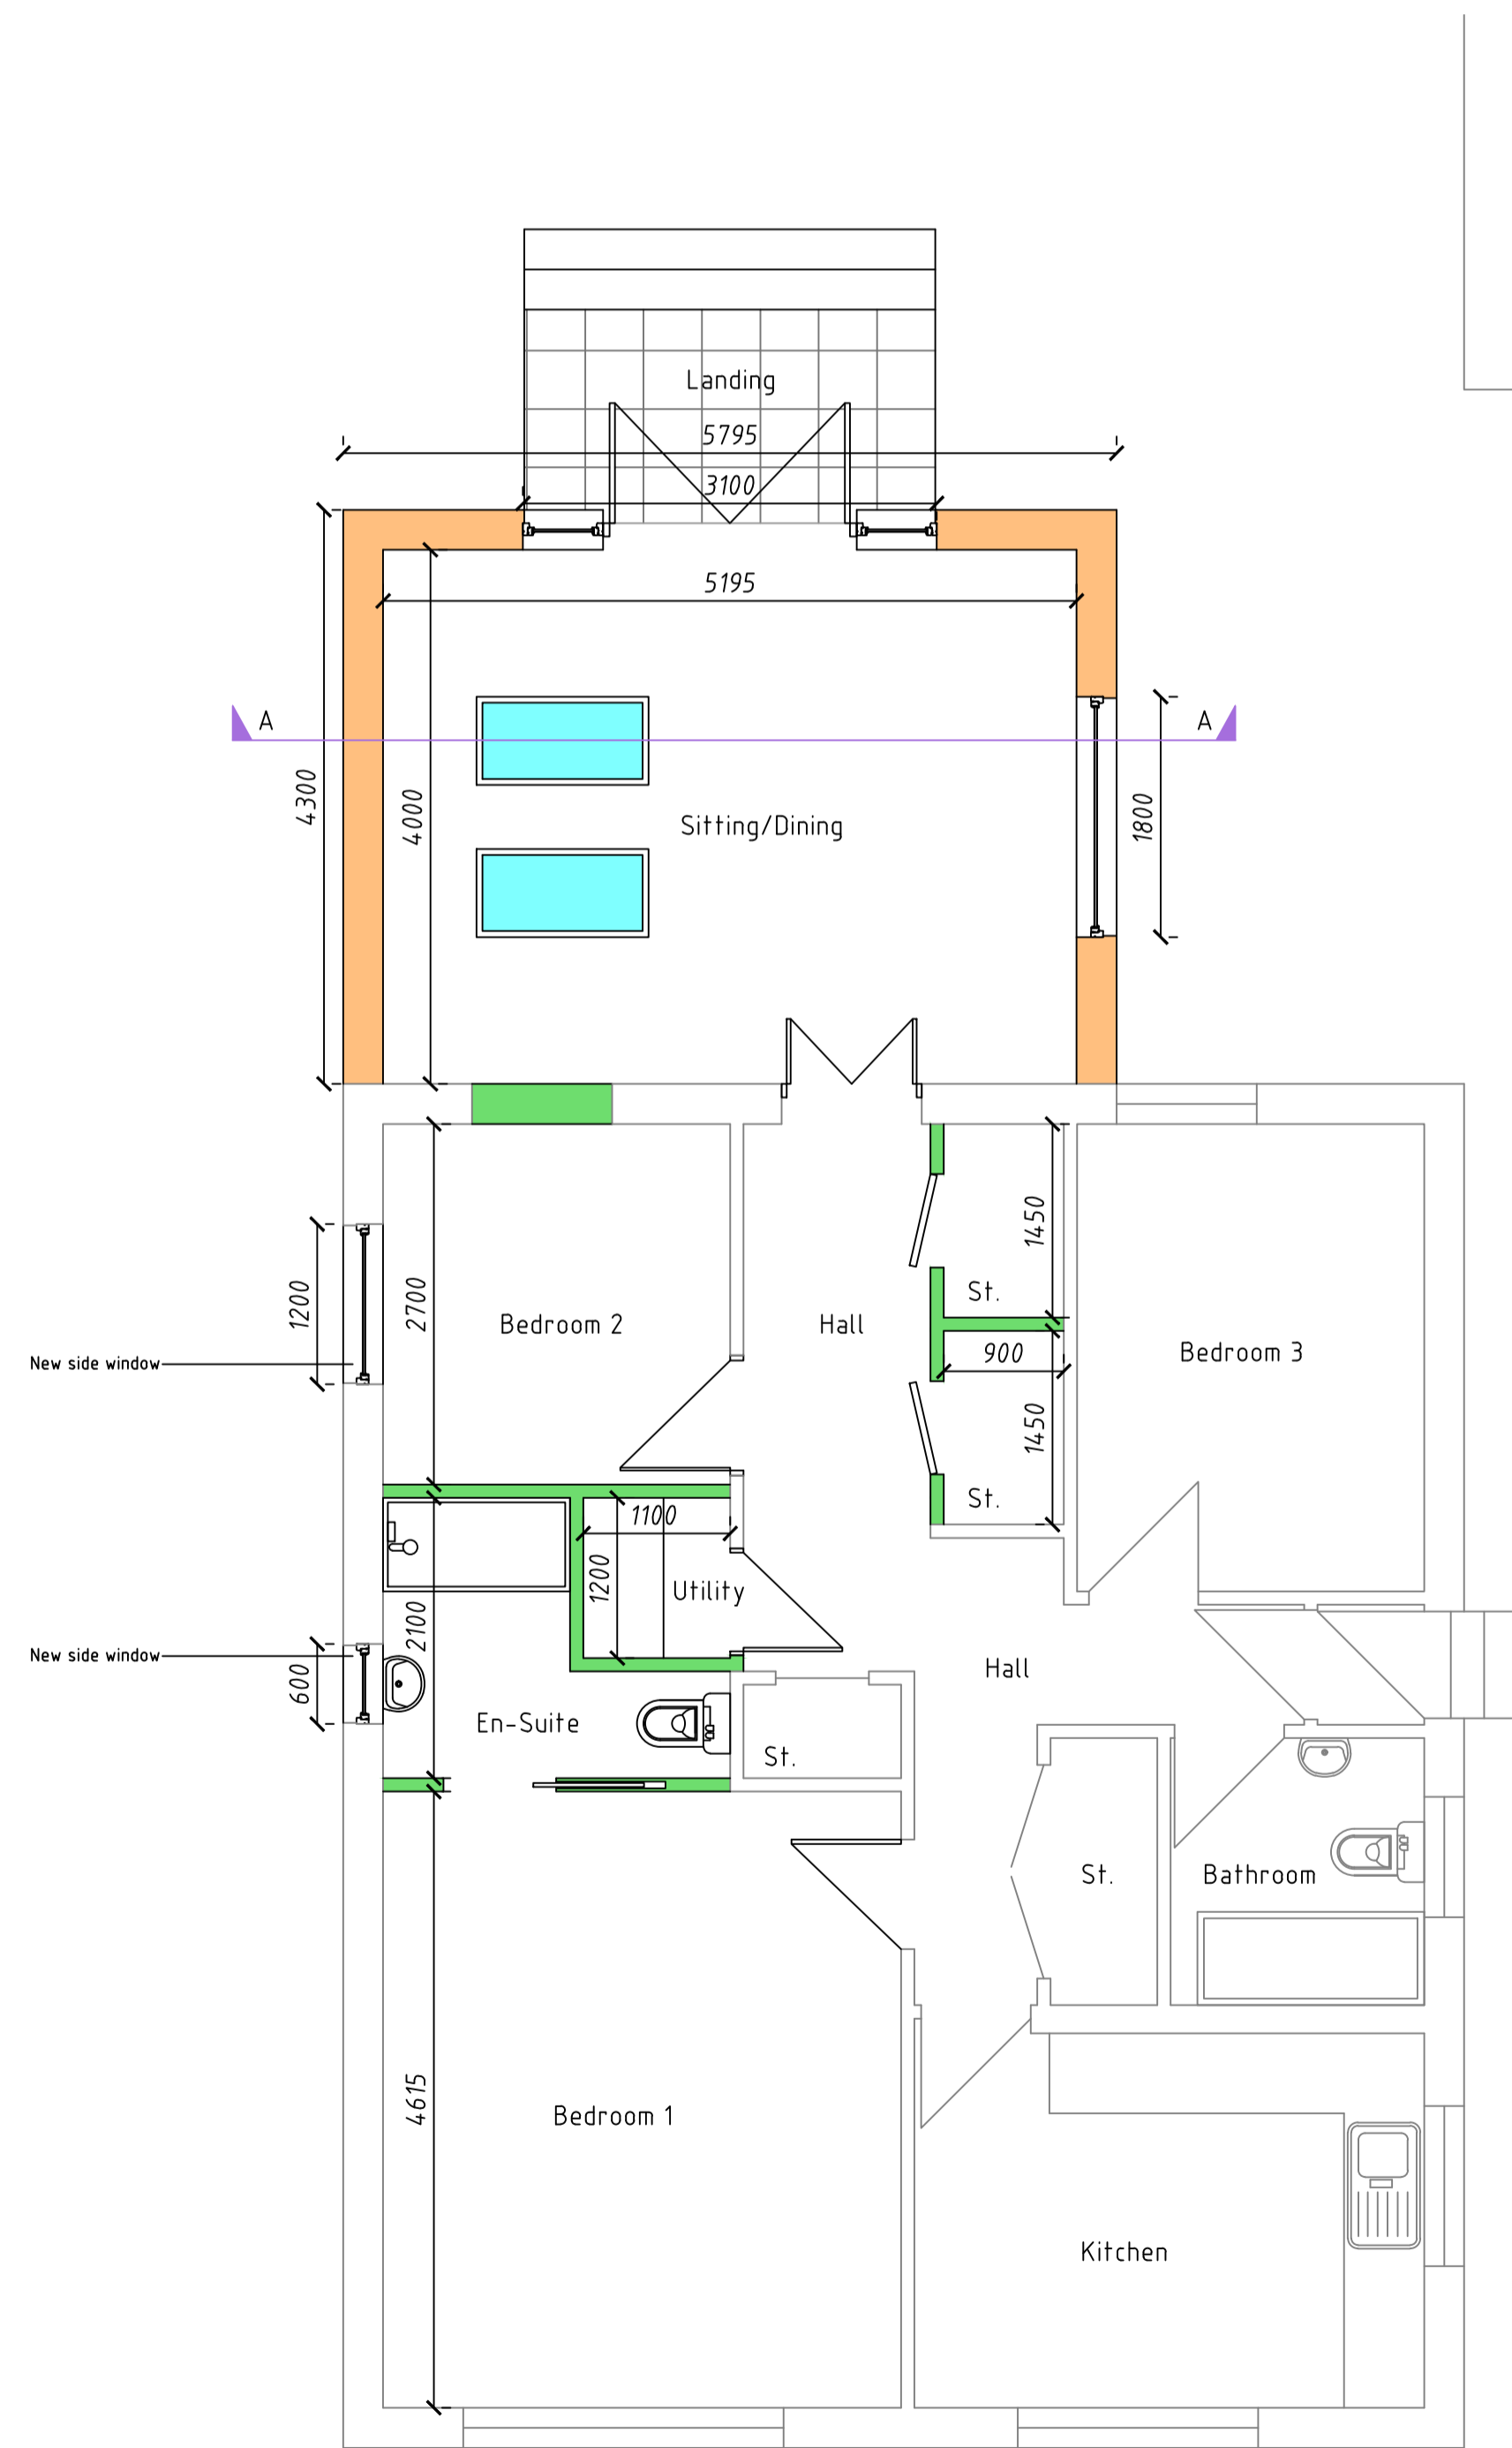 Landing
5795
3100
5195
A
A
4300
4000
Sitting/Dining
1800
1200
2700
Bedroom 2
Hall
1450
St.
900
Bedroom 3
New side window
1450
St.
1100
1200
Utility
2100
New side window
600
En-Suite
Hall
St.
St.
Bathroom
4615
Bedroom 1
Kitchen